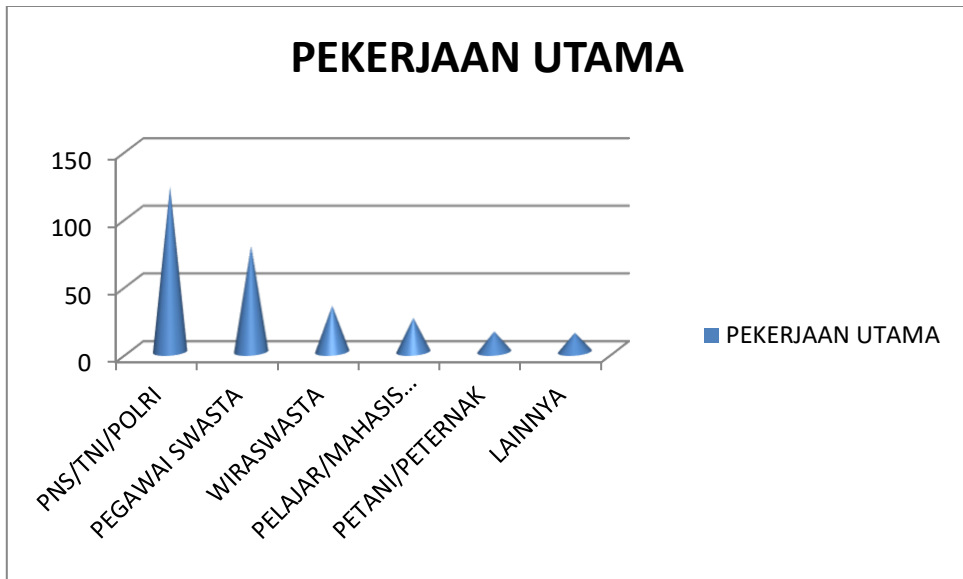 PEKERJAAN UTAMA
150
100
50
0
PNS/TNI/POLRI
PEGAWAI SWASTA
WIRASWASTA
PELAJAR/MAHASIS...
PETANI/PETERNAK
LAINNYA
PEKERJAAN UTAMA